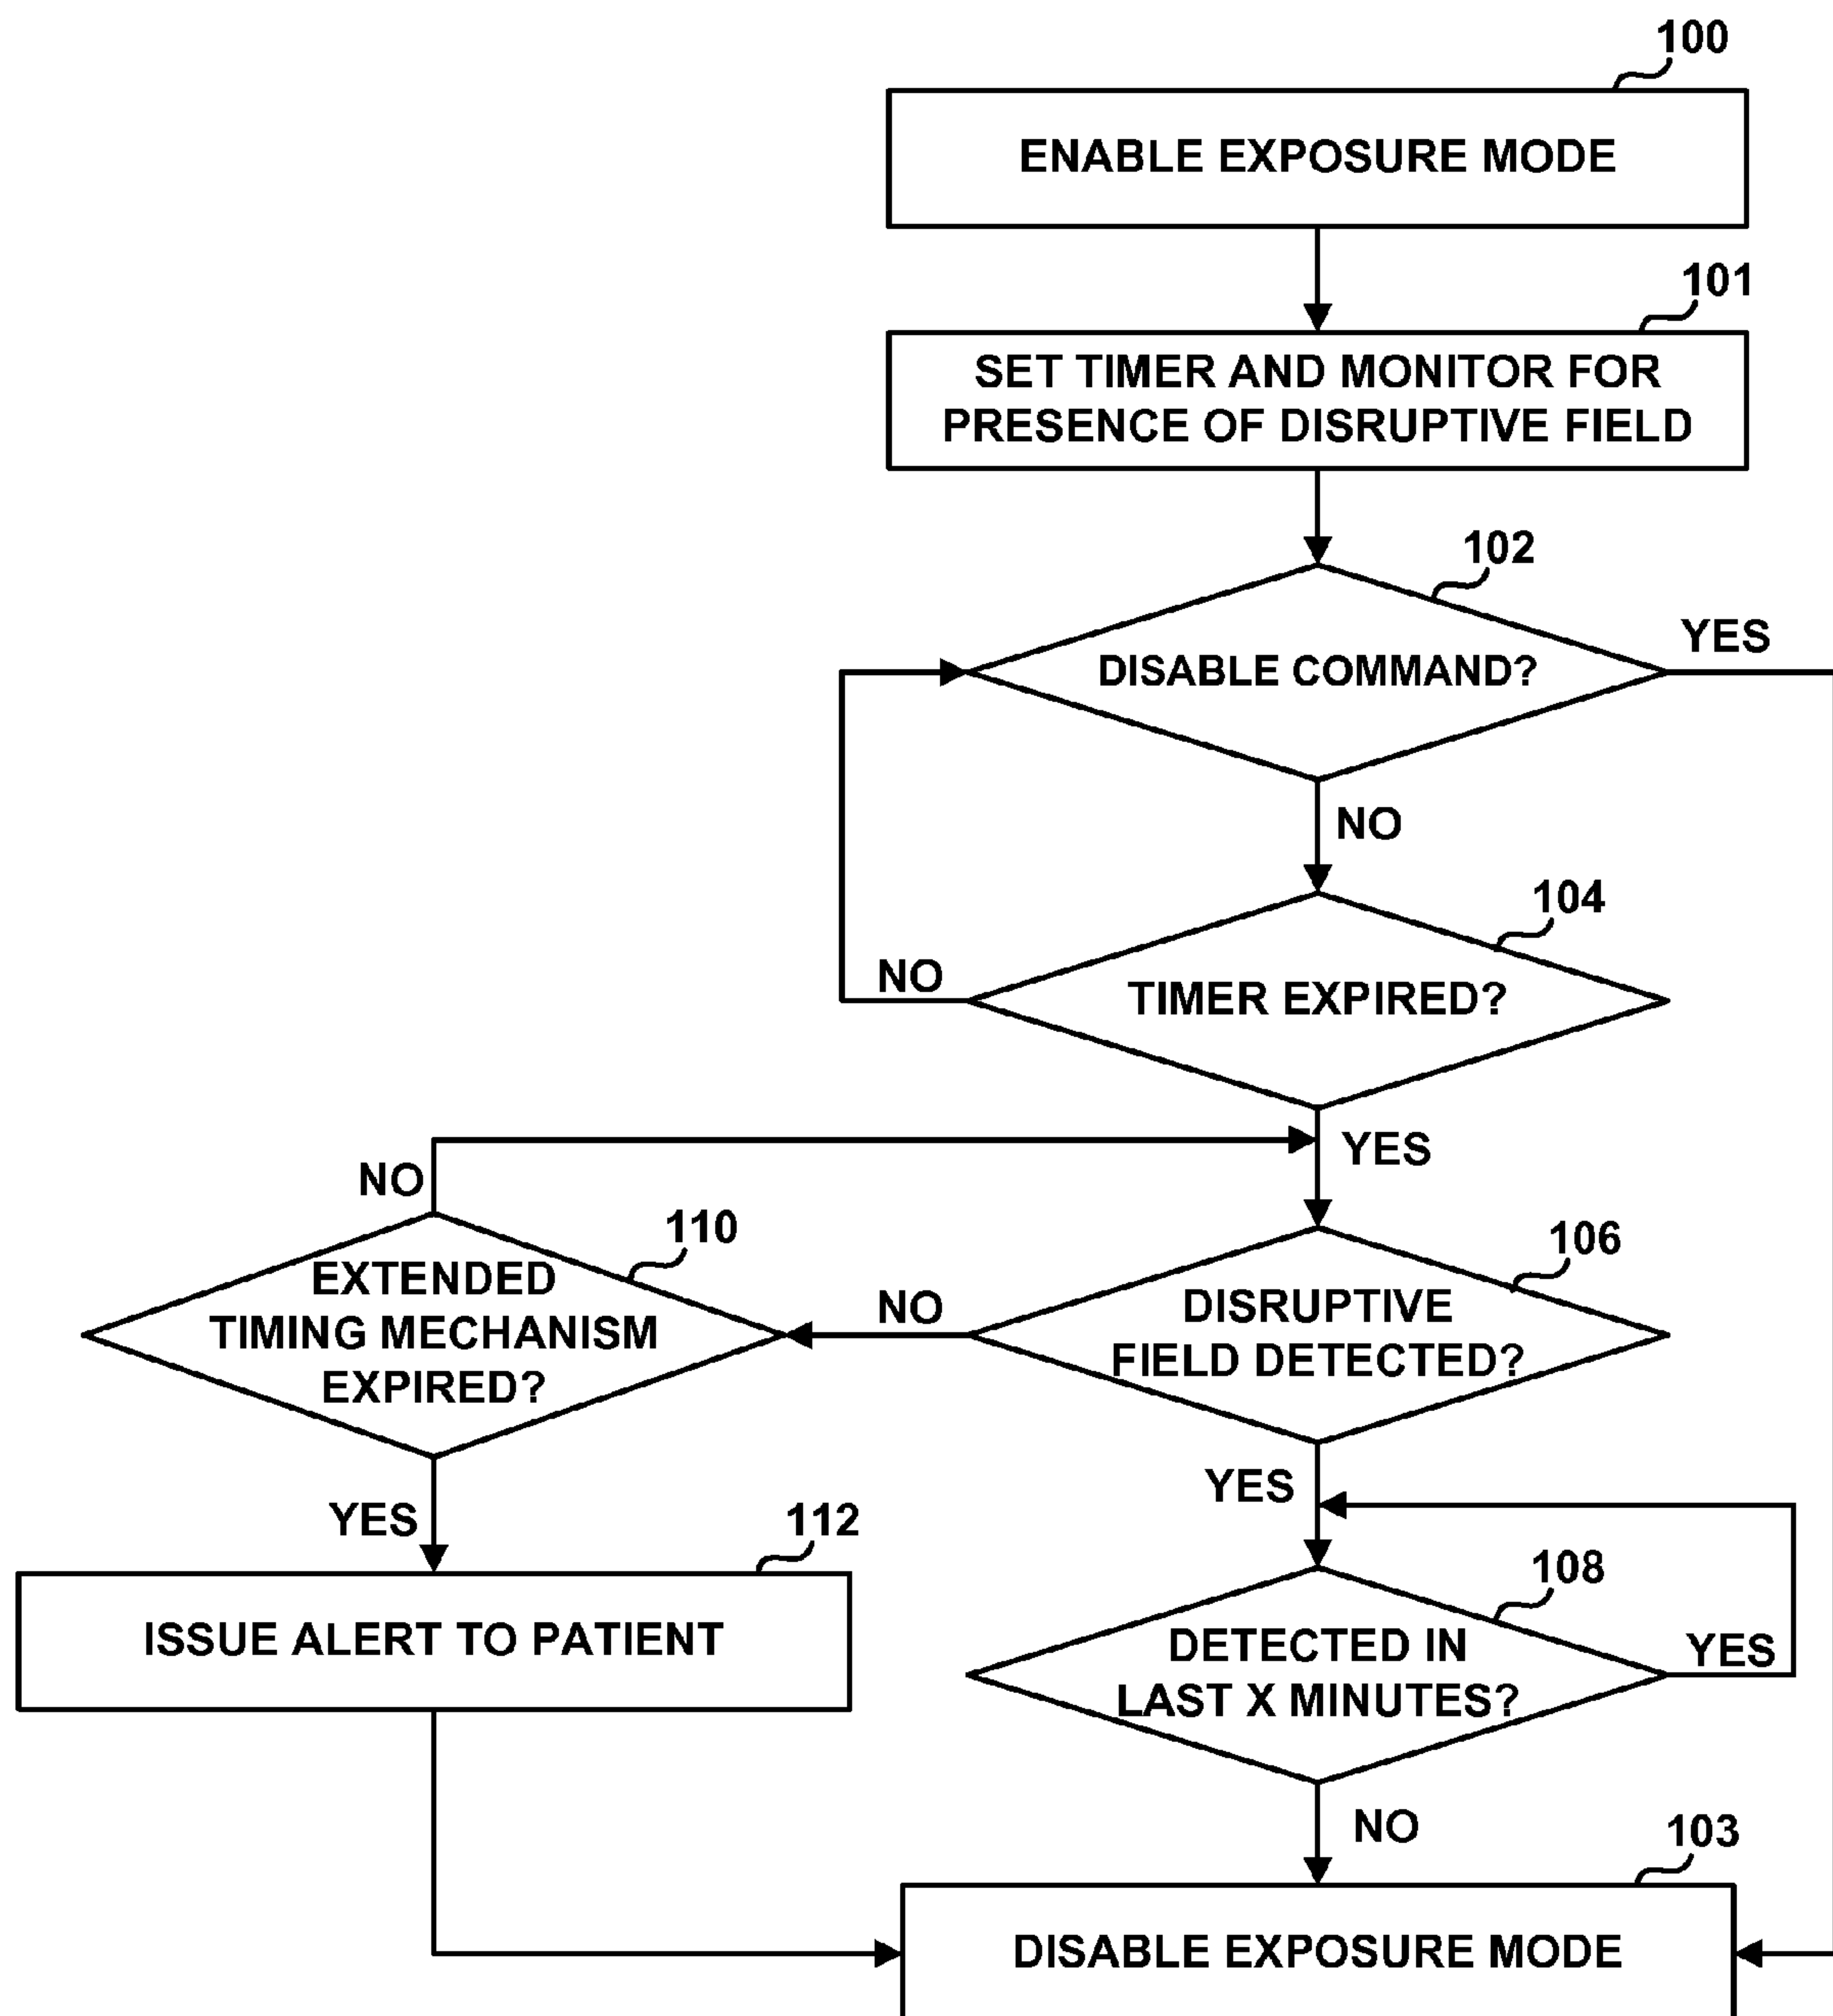 100
ENABLE EXPOSURE MODE
101
SET TIMER AND MONITOR FOR
PRESENCE OF DISRUPTIVE FIELD
102
DISABLE COMMAND?
YES
NO
104
TIMER EXPIRED?
NO
YES
NO
110
EXTENDED
TIMING MECHANISM
EXPIRED?
106
DISRUPTIVE
FIELD DETECTED?
NO
YES
YES
112
ISSUE ALERT TO PATIENT
108
DETECTED IN
LAST X MINUTES?
YES
NO
103
DISABLE EXPOSURE MODE